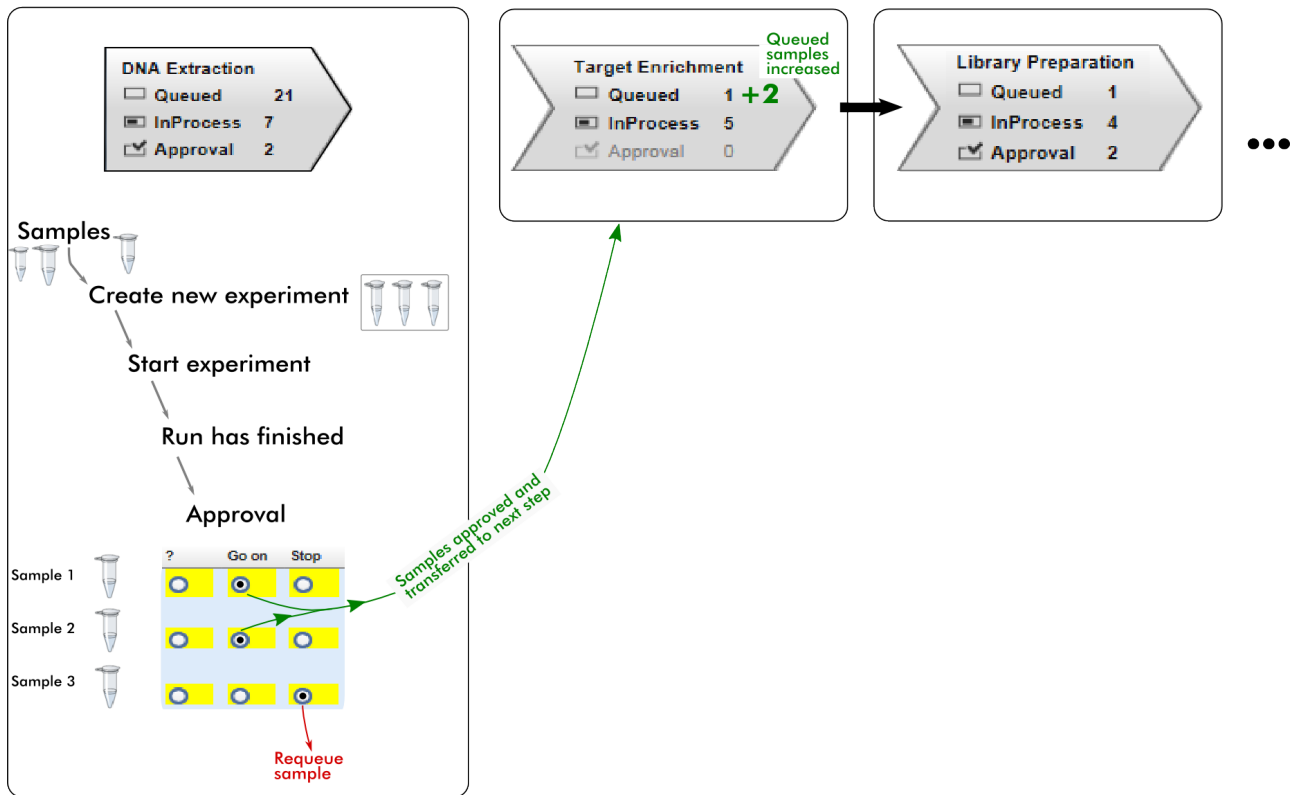 DNA Extraction
Queued 21
InProcess 7
Approval 2
Samples
Create new experiment
Start experiment
Run has finished
Approval
? Go on Stop
Sample 1
Sample 2
Sample 3
Requeue
sample
Samples approved and
transferred to next step
Target Enrichment
Queued 1 +2
InProcess 5
Approval 0
Queued
samples
increased
Library Preparation
Queued 1
InProcess 4
Approval 2
•••